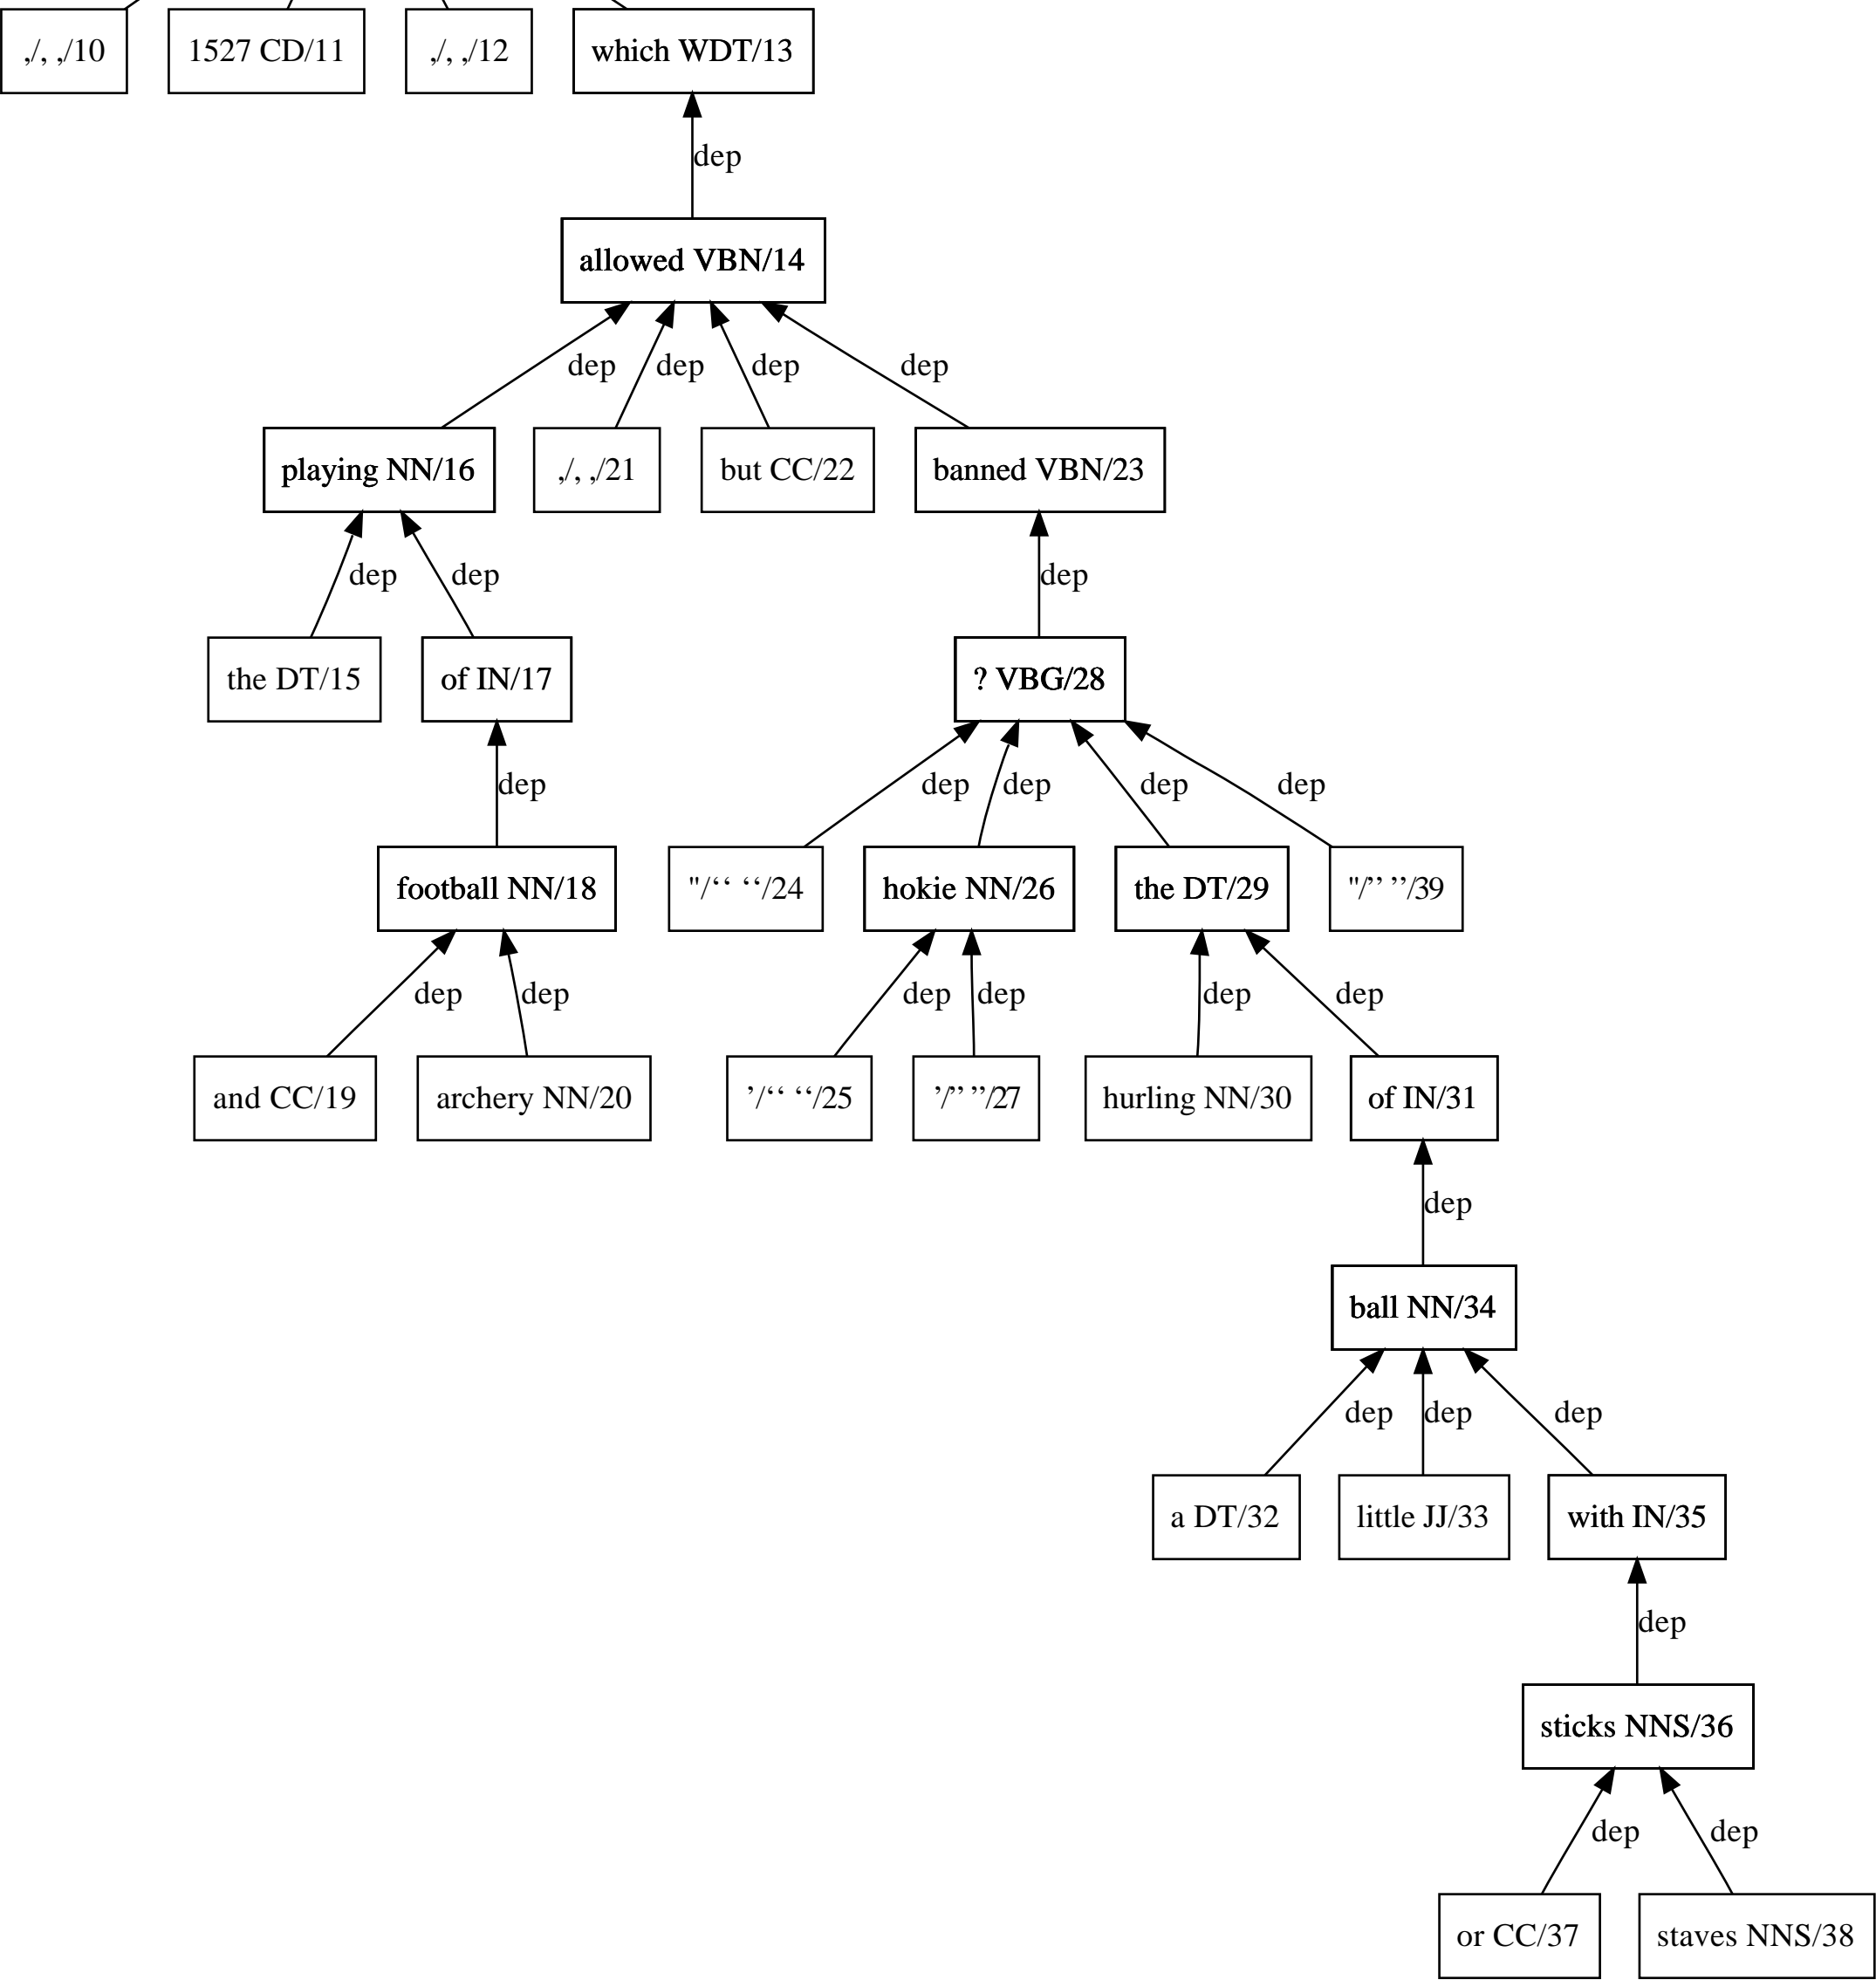 ,/, ,/10 1527 CD/11 ,/, ,/12 which WDT/13
dep
allowed VBN/14
dep dep dep dep
playing NN/16 ,/, ,/21 but CC/22 banned VBN/23
dep dep dep
the DT/15 of IN/17 ? VBG/28
dep dep dep dep dep
football NN/18 "/“ “/24 hokie NN/26 the DT/29 "/” ”/39
dep dep dep dep dep dep
and CC/19 archery NN/20 ’/“ “/25 ’/” ”/27 hurling NN/30 of IN/31
dep
ball NN/34
dep dep dep
a DT/32 little JJ/33 with IN/35
dep
sticks NNS/36
dep dep
or CC/37 staves NNS/38